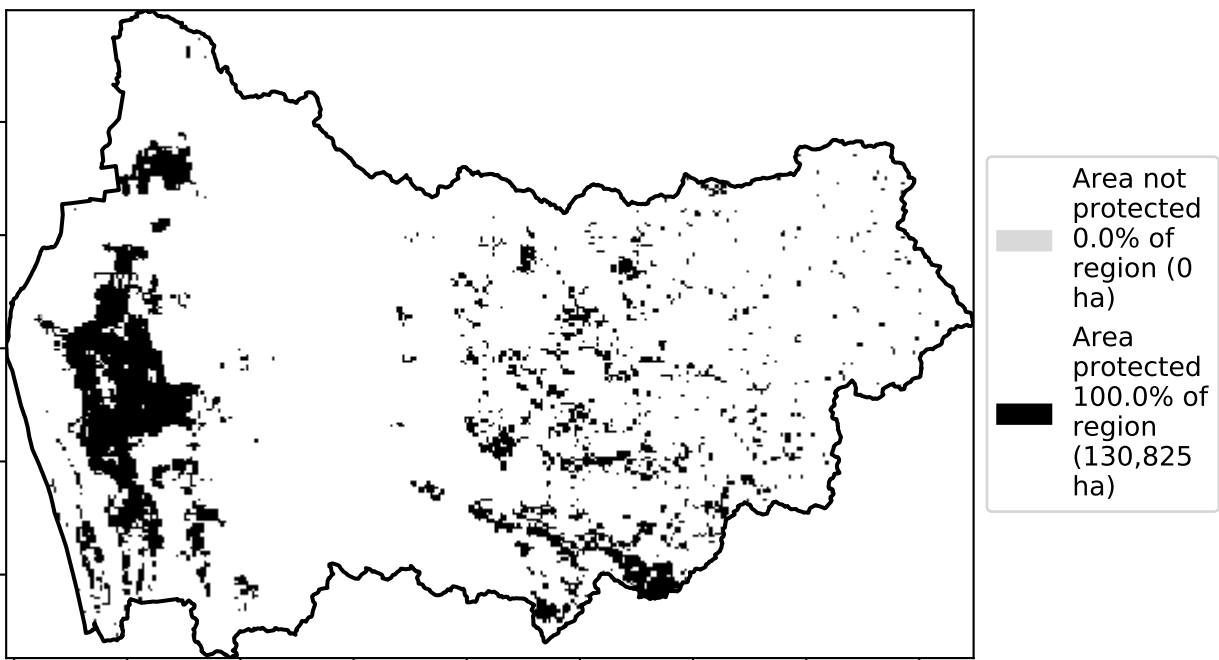 Area not
protected
0.0% of
region (0
ha)
Area
protected
100.0% of
region
(130,825
ha)